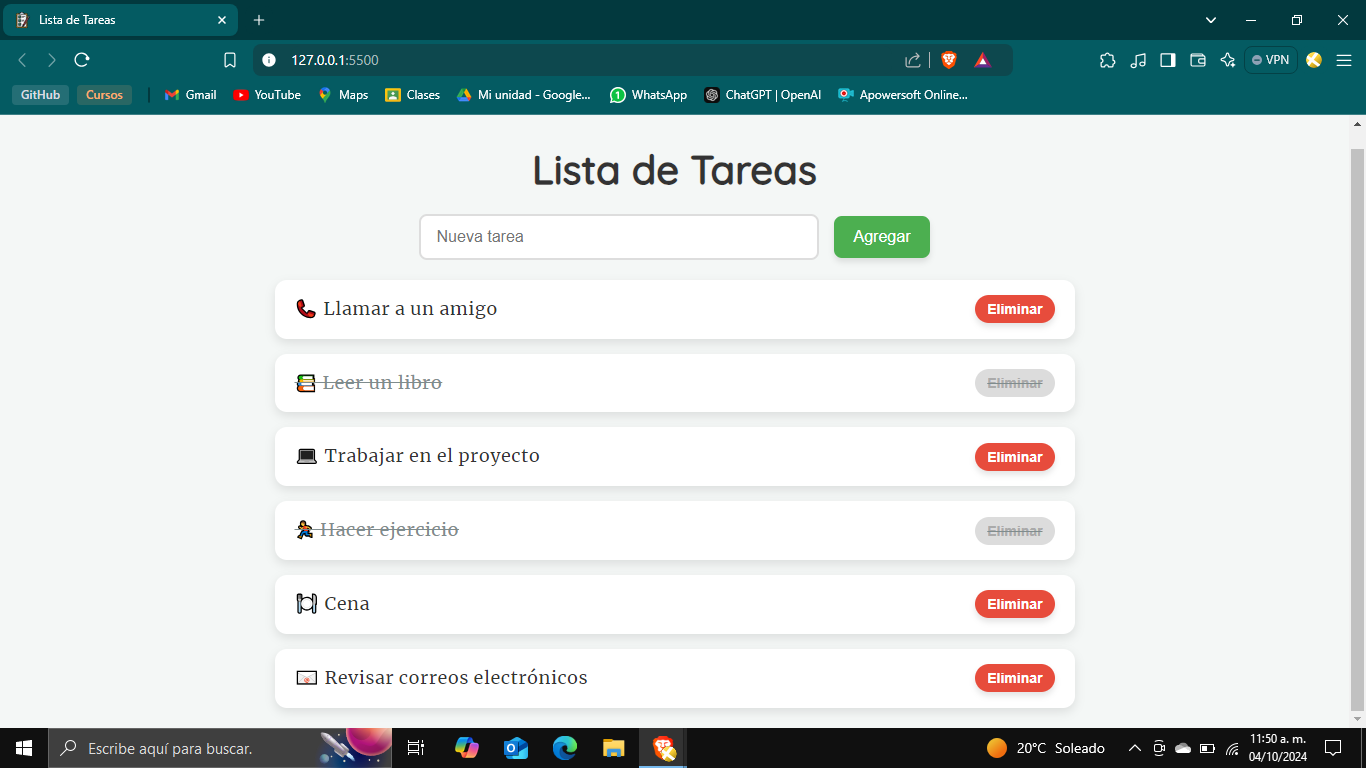 Lista de Tareas
127.0.0.1:5500
VPN
GitHub Cursos Gmail YouTube Maps Clases Mi unidad - Google... WhatsApp ChatGPT | OpenAI Apowersoft Online...
Lista de Tareas
Nueva tarea Agregar
Llamar a un amigo Eliminar
Leer un libro Eliminar
Trabajar en el proyecto Eliminar
Hacer ejercicio Eliminar
Cena Eliminar
Revisar correos electrónicos Eliminar
Escribe aquí para buscar. 20°C Soleado 11:50 a. m.
04/10/2024